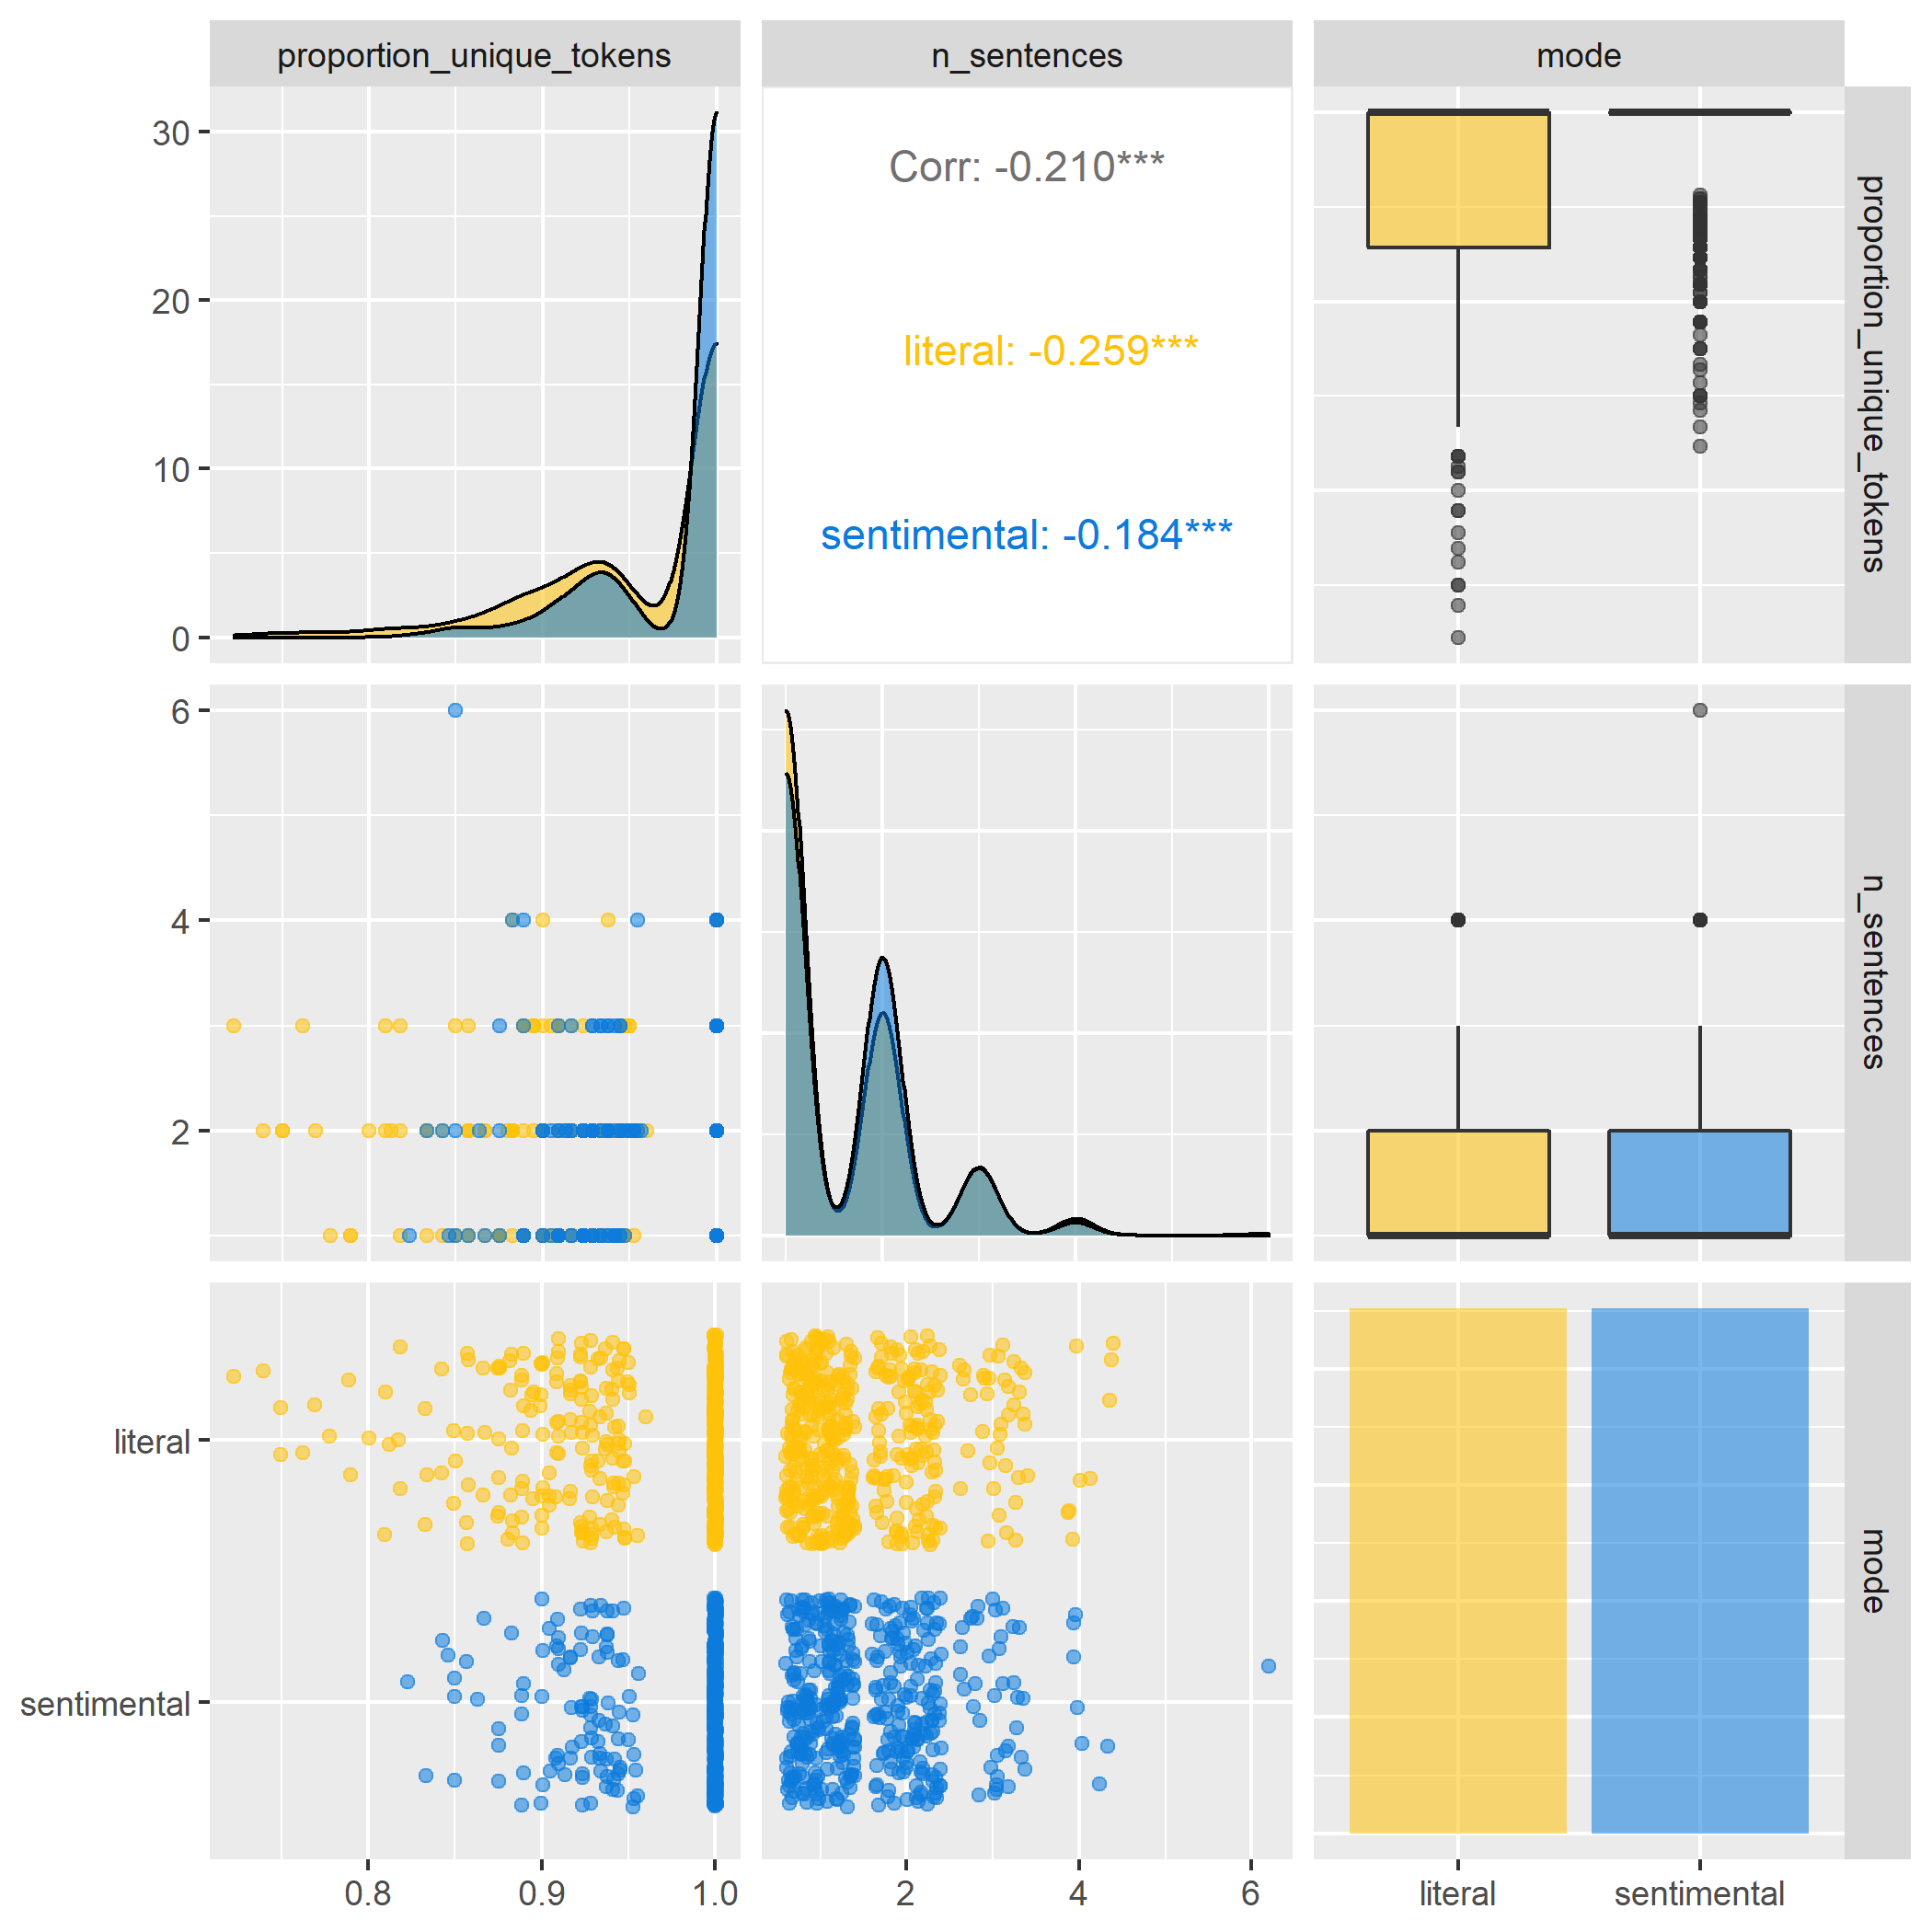 proportion_unique_tokens
n_sentences
mode
30
20
10
0
Corr: -0.210***
literal: -0.259***
sentimental: -0.184***
proportion_unique_tokens
6
4
2
n_sentences
literal
sentimental
mode
0.8
0.9
1.0
2
4
6
literal
sentimental